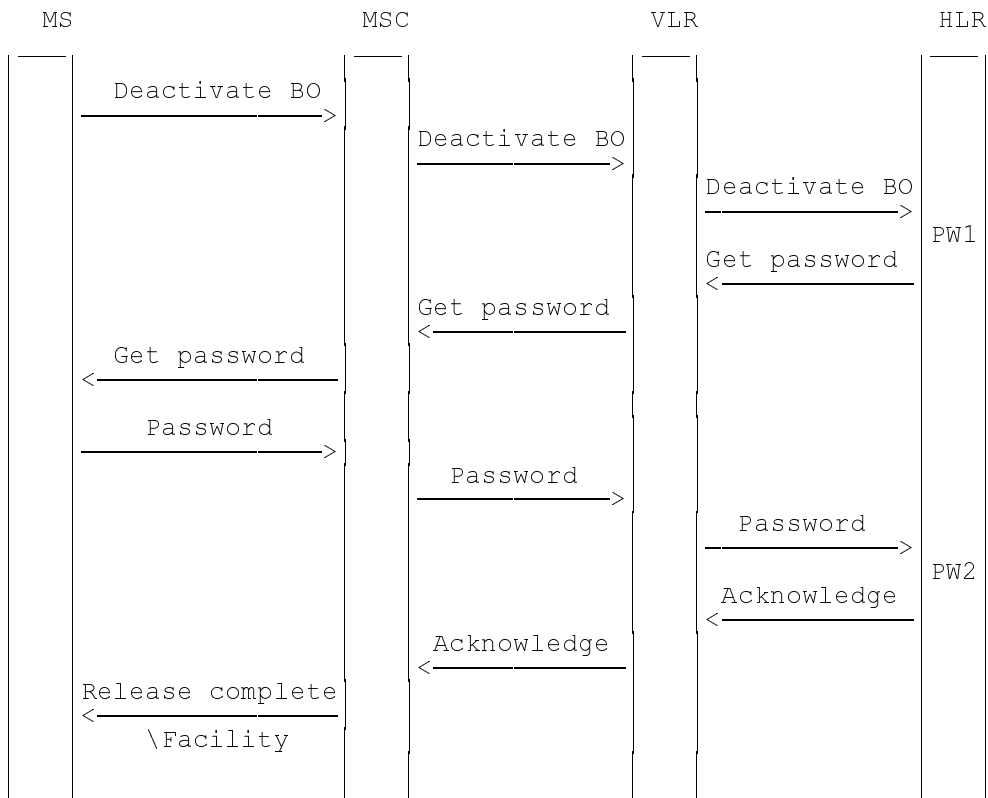 MS MSC VLR HLR
Deactivate BO
Deactivate BO
Deactivate BO
PW1
Get password
Get password
Get password
Password
Password
Password
PW2
Acknowledge
Acknowledge
Release complete
\Facility